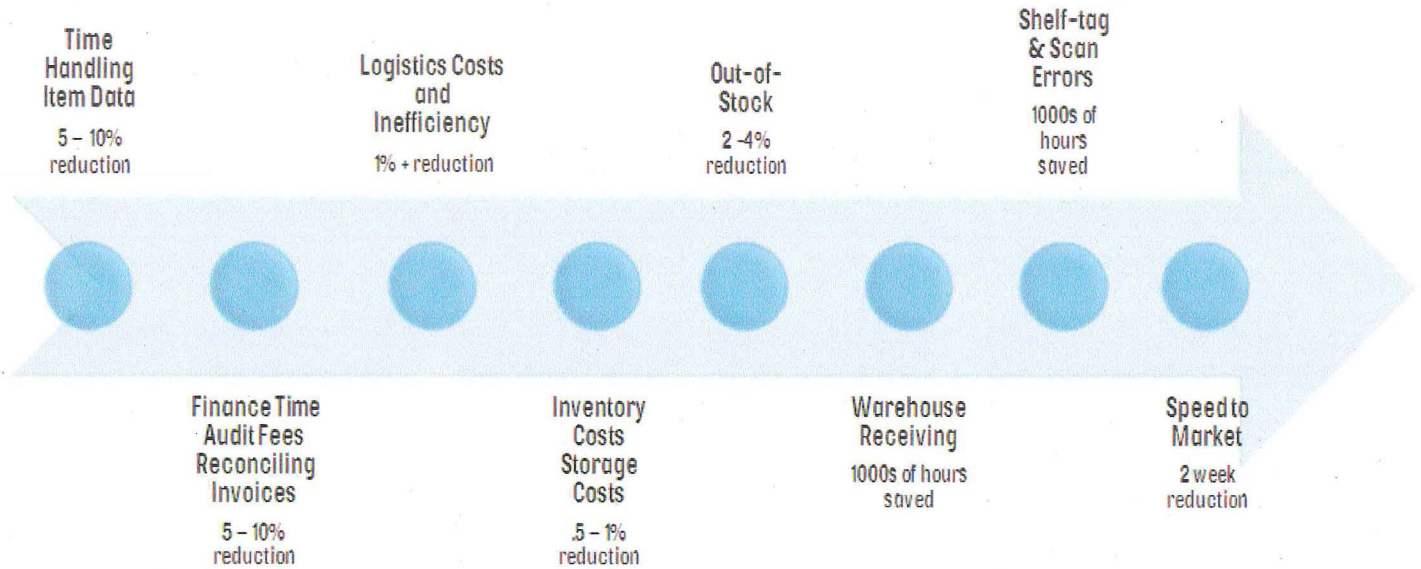 Time
Handling
Item Data
5 – 10%
reduction
Finance Time
Audit Fees
Reconciling
Invoices
5 – 10%
reduction
Logistics Costs
and
Inefficiency
1% + reduction
Inventory
Costs
Storage
Costs
.5 – 1%
reduction
Out-of-
Stock
2 -4%
reduction
Warehouse
Receiving
1000s of hours
saved
Shelf-tag
& Scan
Errors
1000s of
hours
saved
Speed to
Market
2 week
reduction